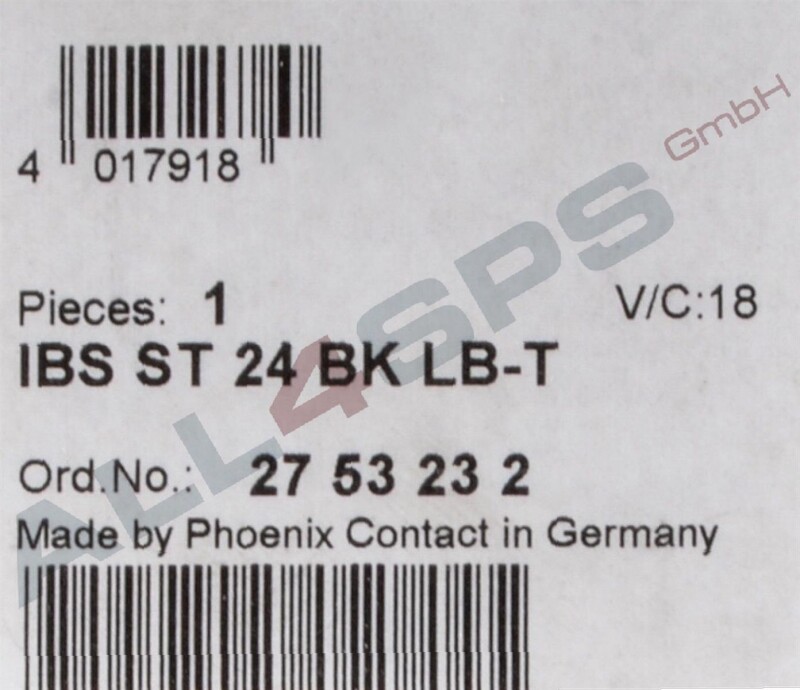 4 017918
Pieces: 1 V/C:18
IBS ST 24 BK LB-T
Ord.No.: 27 53 23 2
Made by Phoenix Contact in Germany
ALL4SPS GmbH